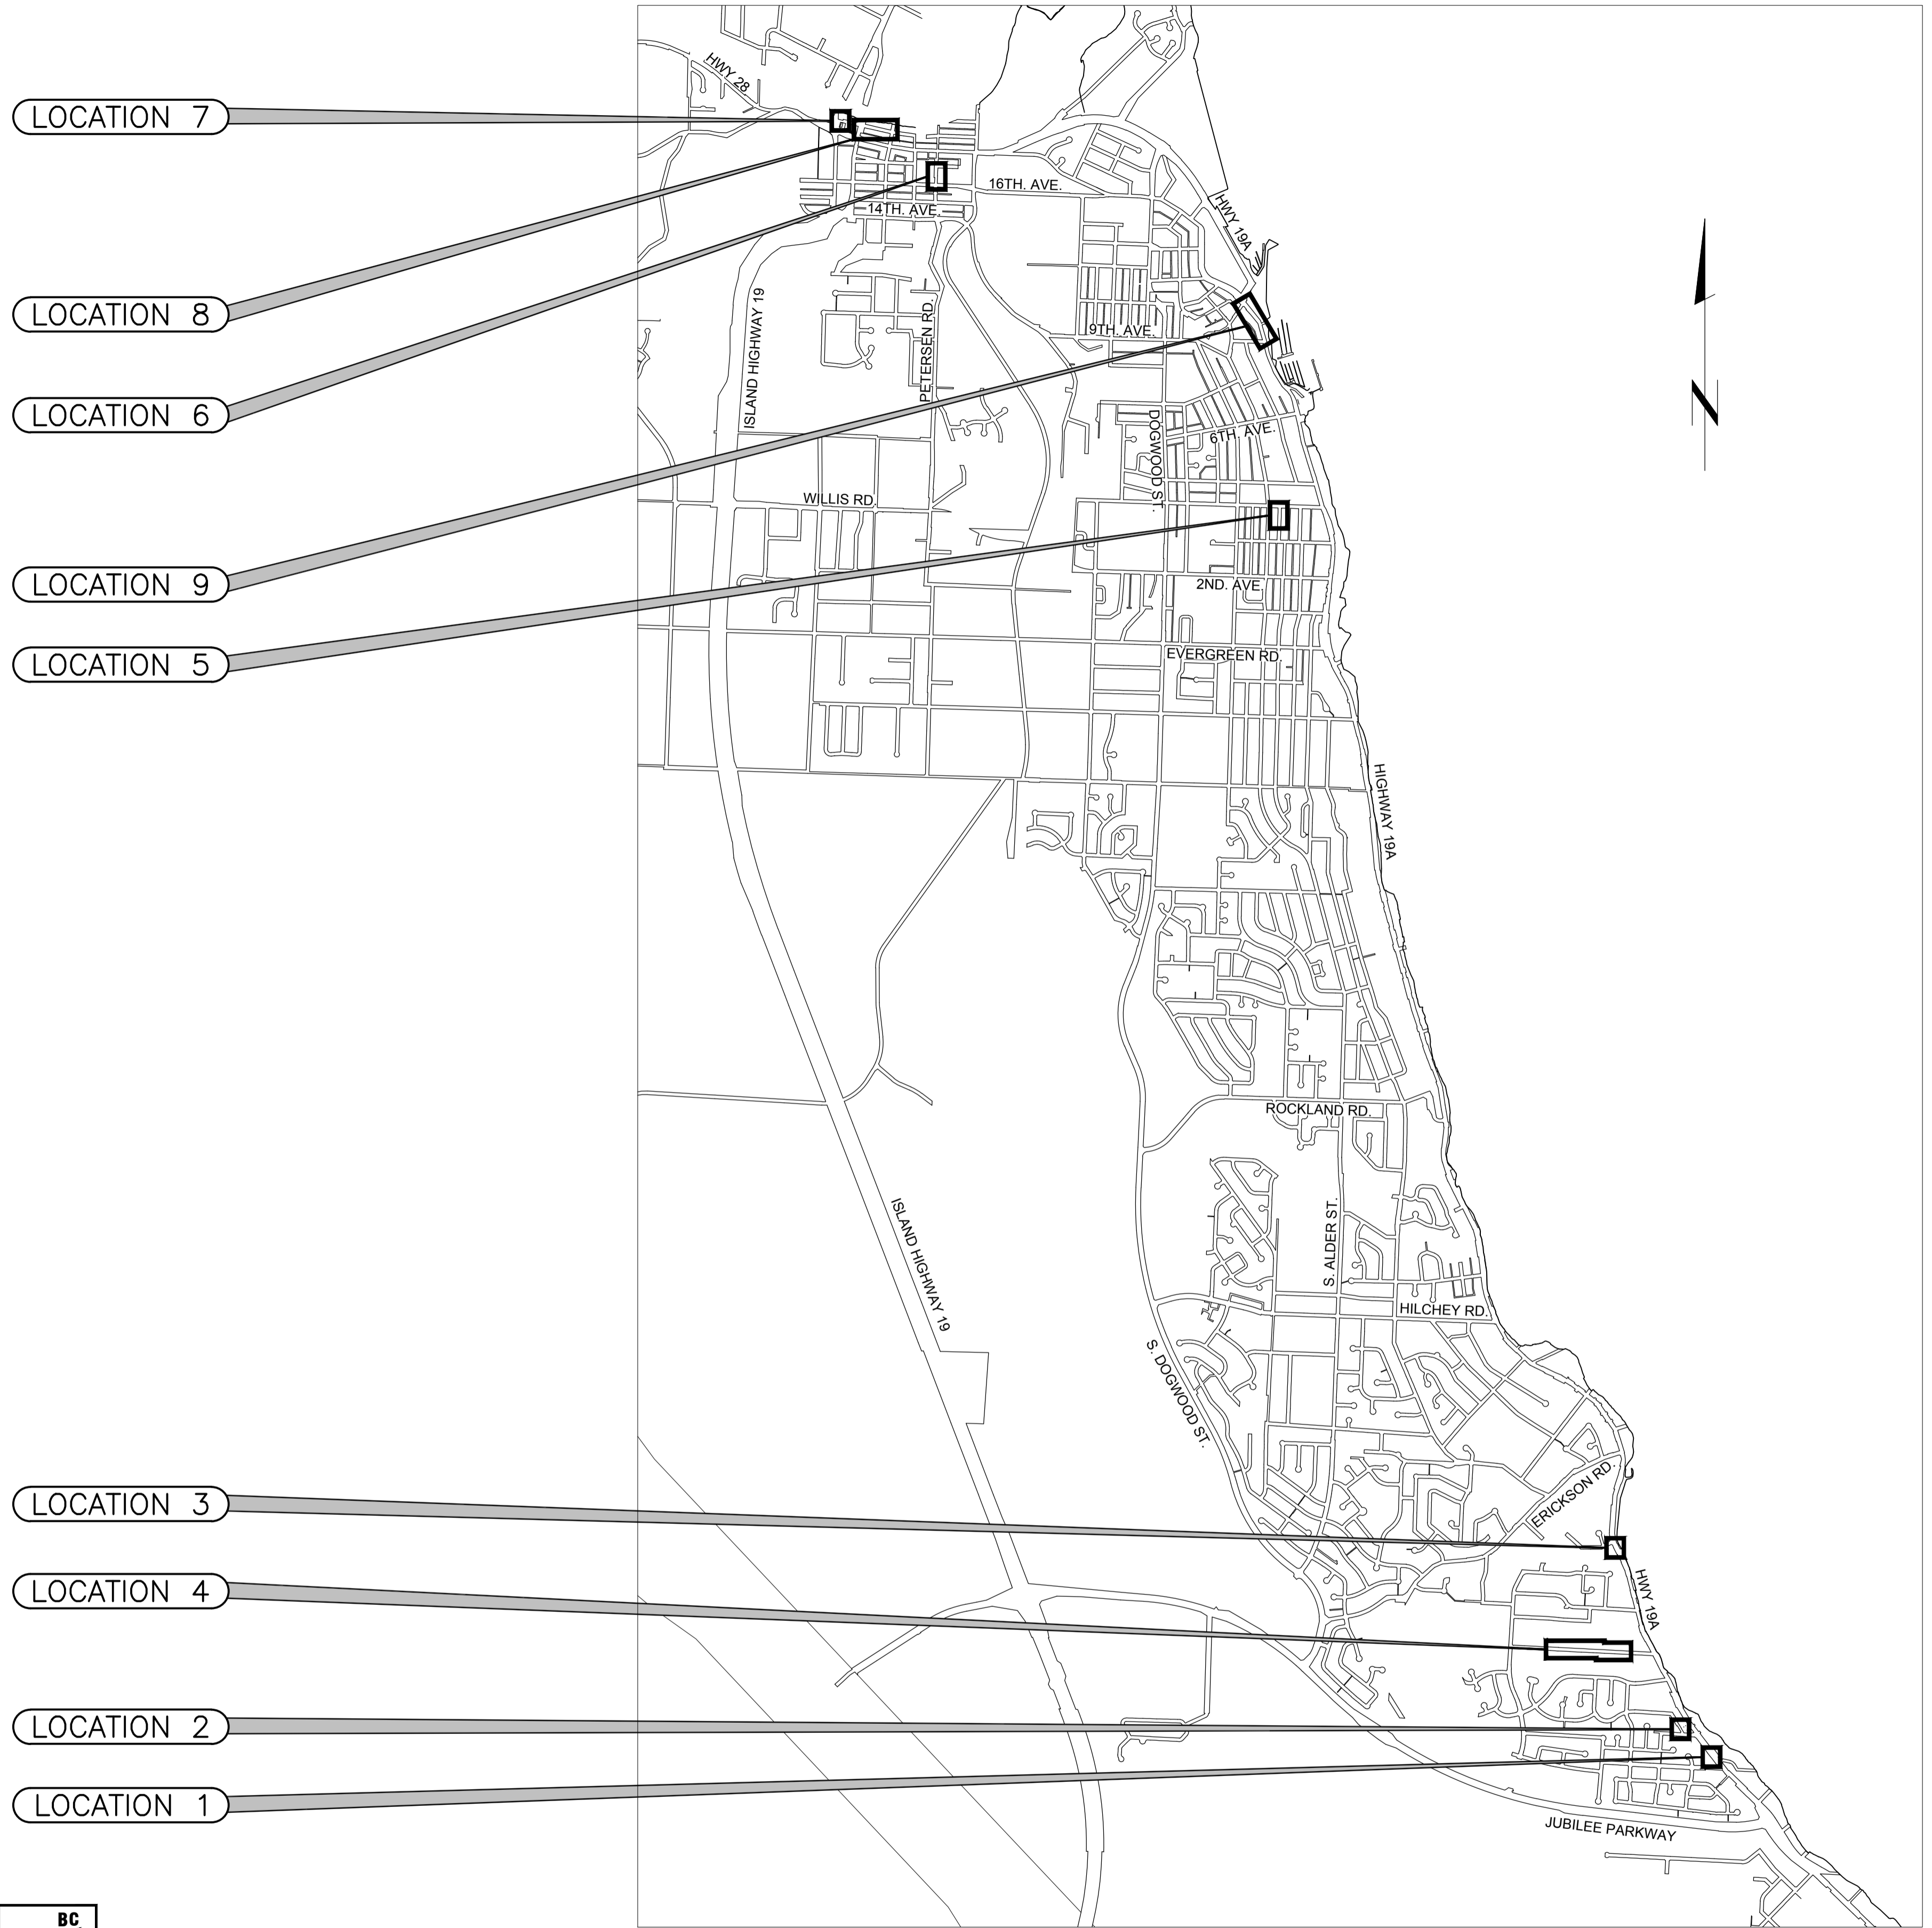 HWY 28
LOCATION 7
16TH. AVE.
14TH. AVE.
HWY 19A
LOCATION 8
ISLAND HIGHWAY 19
PETERSEN RD.
9TH. AVE.
LOCATION 6
DOGWOOD ST.
6TH. AVE.
N
WILLIS RD.
LOCATION 9
2ND. AVE
LOCATION 5
EVERGREEN RD.
HIGHWAY 19A
ROCKLAND RD.
ISLAND HIGHWAY 19
S. ALDER ST.
HILCHEY RD.
S. DOGWOOD ST.
ERICKSON RD.
LOCATION 3
LOCATION 4
HWY 19A
LOCATION 2
LOCATION 1
JUBILEE PARKWAY
BC